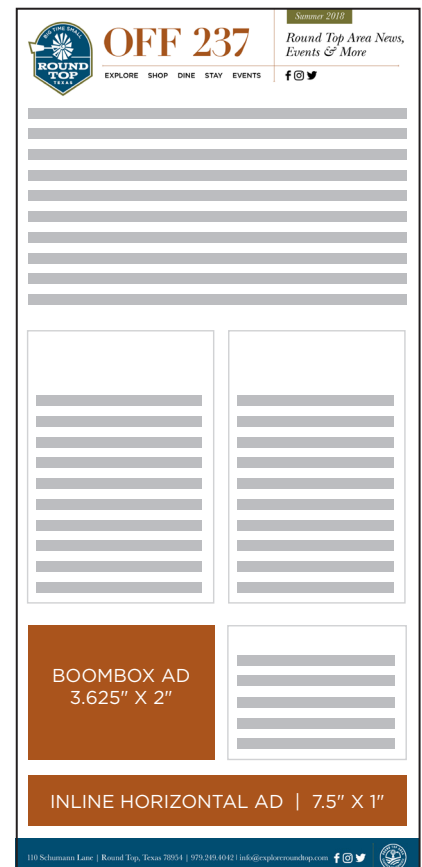 BIG TIME SMALL
ROUND
TOP
TEXAS
OFF 237
EXPLORE SHOP DINE STAY EVENTS
Summer 2018
Round Top Area News,
Events & More
BOOMBOX AD
3.625" X 2"
INLINE HORIZONTAL AD | 7.5" X 1"
110 Schumann Lane | Round Top, Texas 78954 | 979.249.4042 | info@exploreroundtop.com